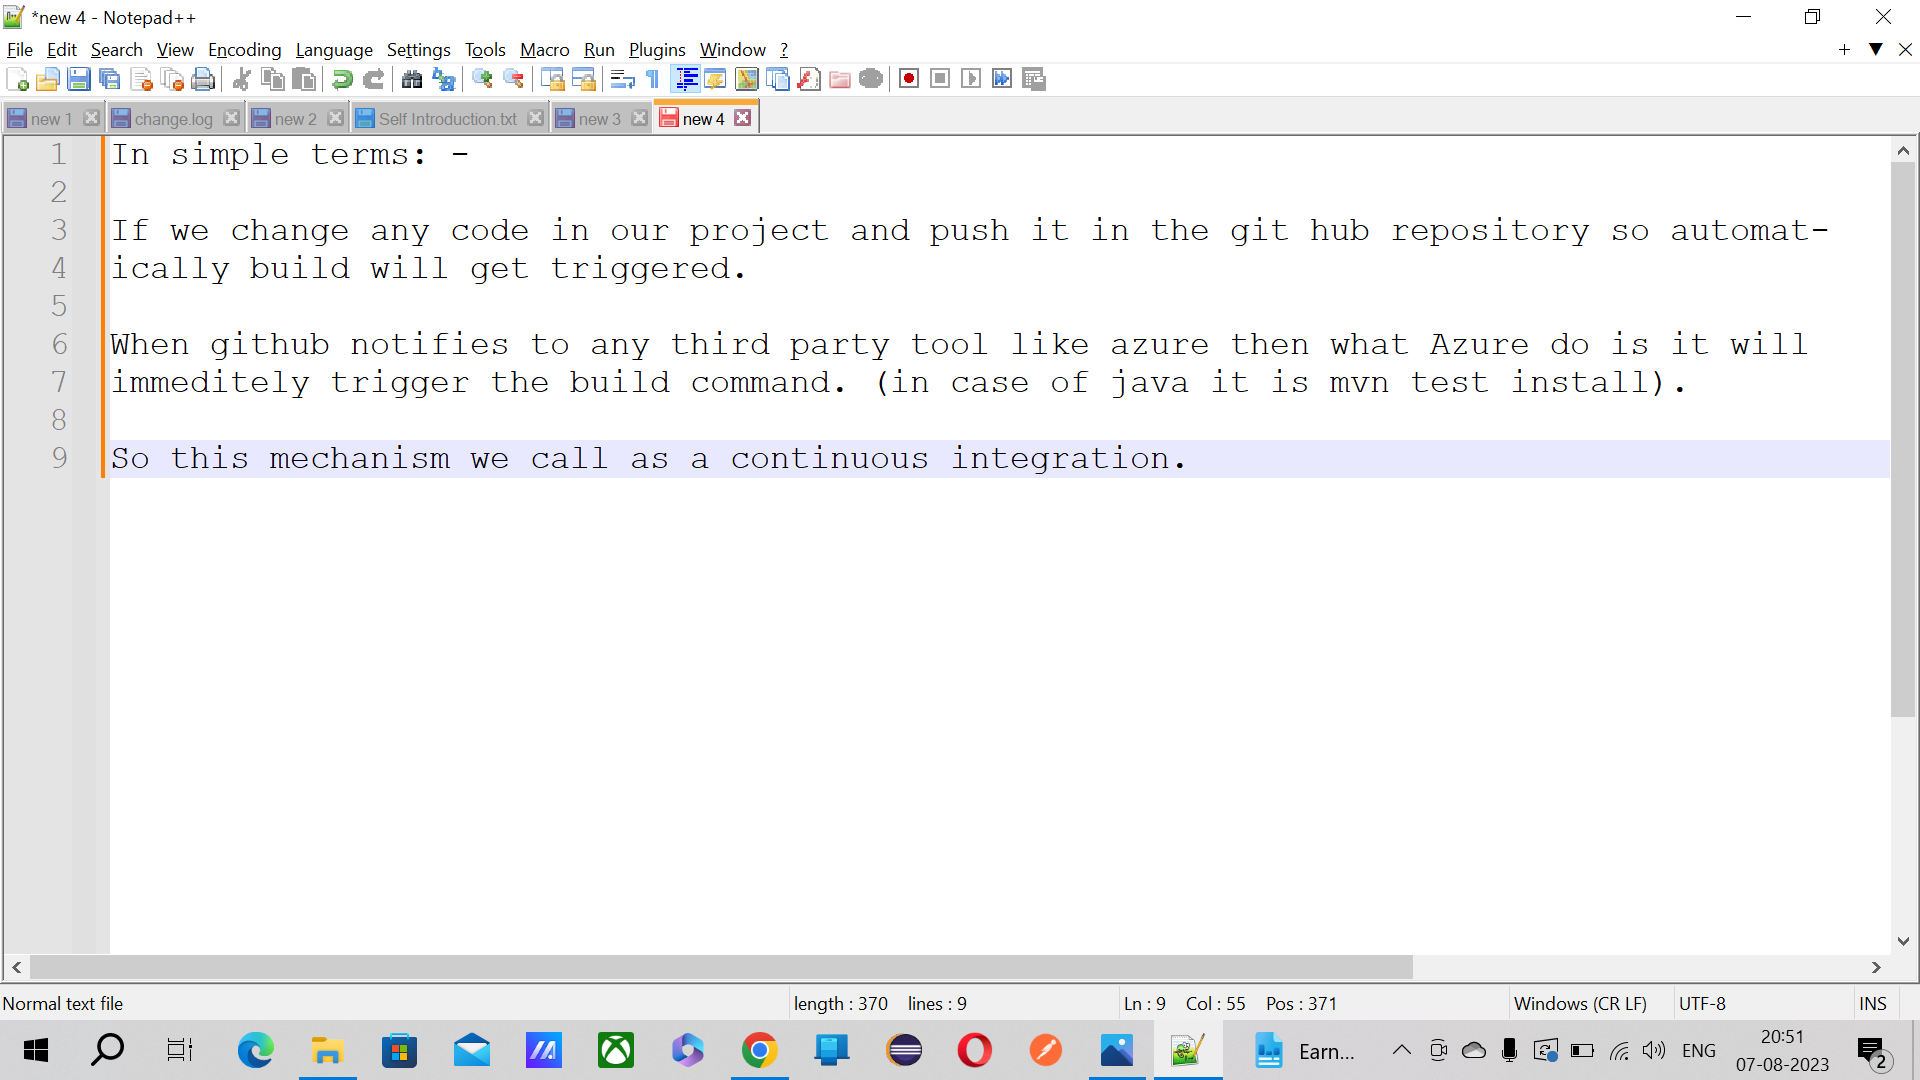 *new 4 - Notepad++
File Edit Search View Encoding Language Settings Tools Macro Run Plugins Window ?
new 1 change.log new 2 Self Introduction.txt new 3 new 4
1 In simple terms: -
2
3 If we change any code in our project and push it in the git hub repository so automat-
4 ically build will get triggered.
5
6 When github notifies to any third party tool like azure then what Azure do is it will
7 immeditely trigger the build command. (in case of java it is mvn test install).
8
9 So this mechanism we call as a continuous integration.
Normal text file length : 370 lines : 9 Ln : 9 Col : 55 Pos : 371 Windows (CR LF) UTF-8 INS
Earn... ENG 20:51
07-08-2023 2